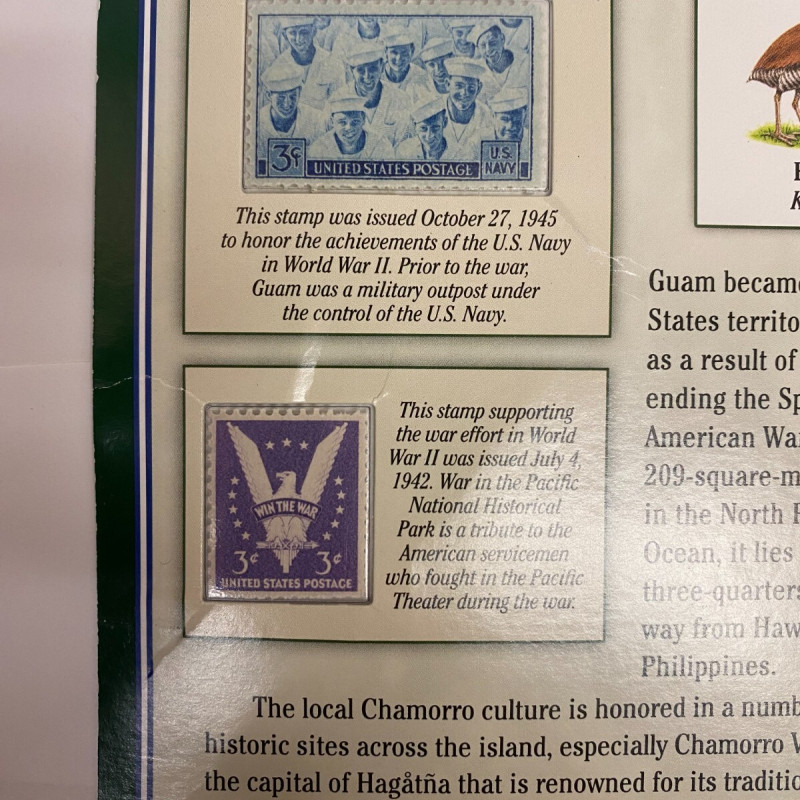 3¢ UNITED STATES POSTAGE U.S. NAVY
This stamp was issued October 27, 1945
to honor the achievements of the U.S. Navy
in World War II. Prior to the war,
Guam was a military outpost under
the control of the U.S. Navy.
WIN THE WAR
3¢ 3¢
UNITED STATES POSTAGE
This stamp supporting
the war effort in World
War II was issued July 4,
1942. War in the Pacific
National Historical
Park is a tribute to the
American servicemen
who fought in the Pacific
Theater during the war.
K
Guam became
States territo
as a result of
ending the Sp
American Wa
209-square-m
in the North
Ocean, it lies
three-quarters
way from Haw
Philippines.
The local Chamorro culture is honored in a numb
historic sites across the island, especially Chamorro V
the capital of Hagåtña that is renowned for its traditio